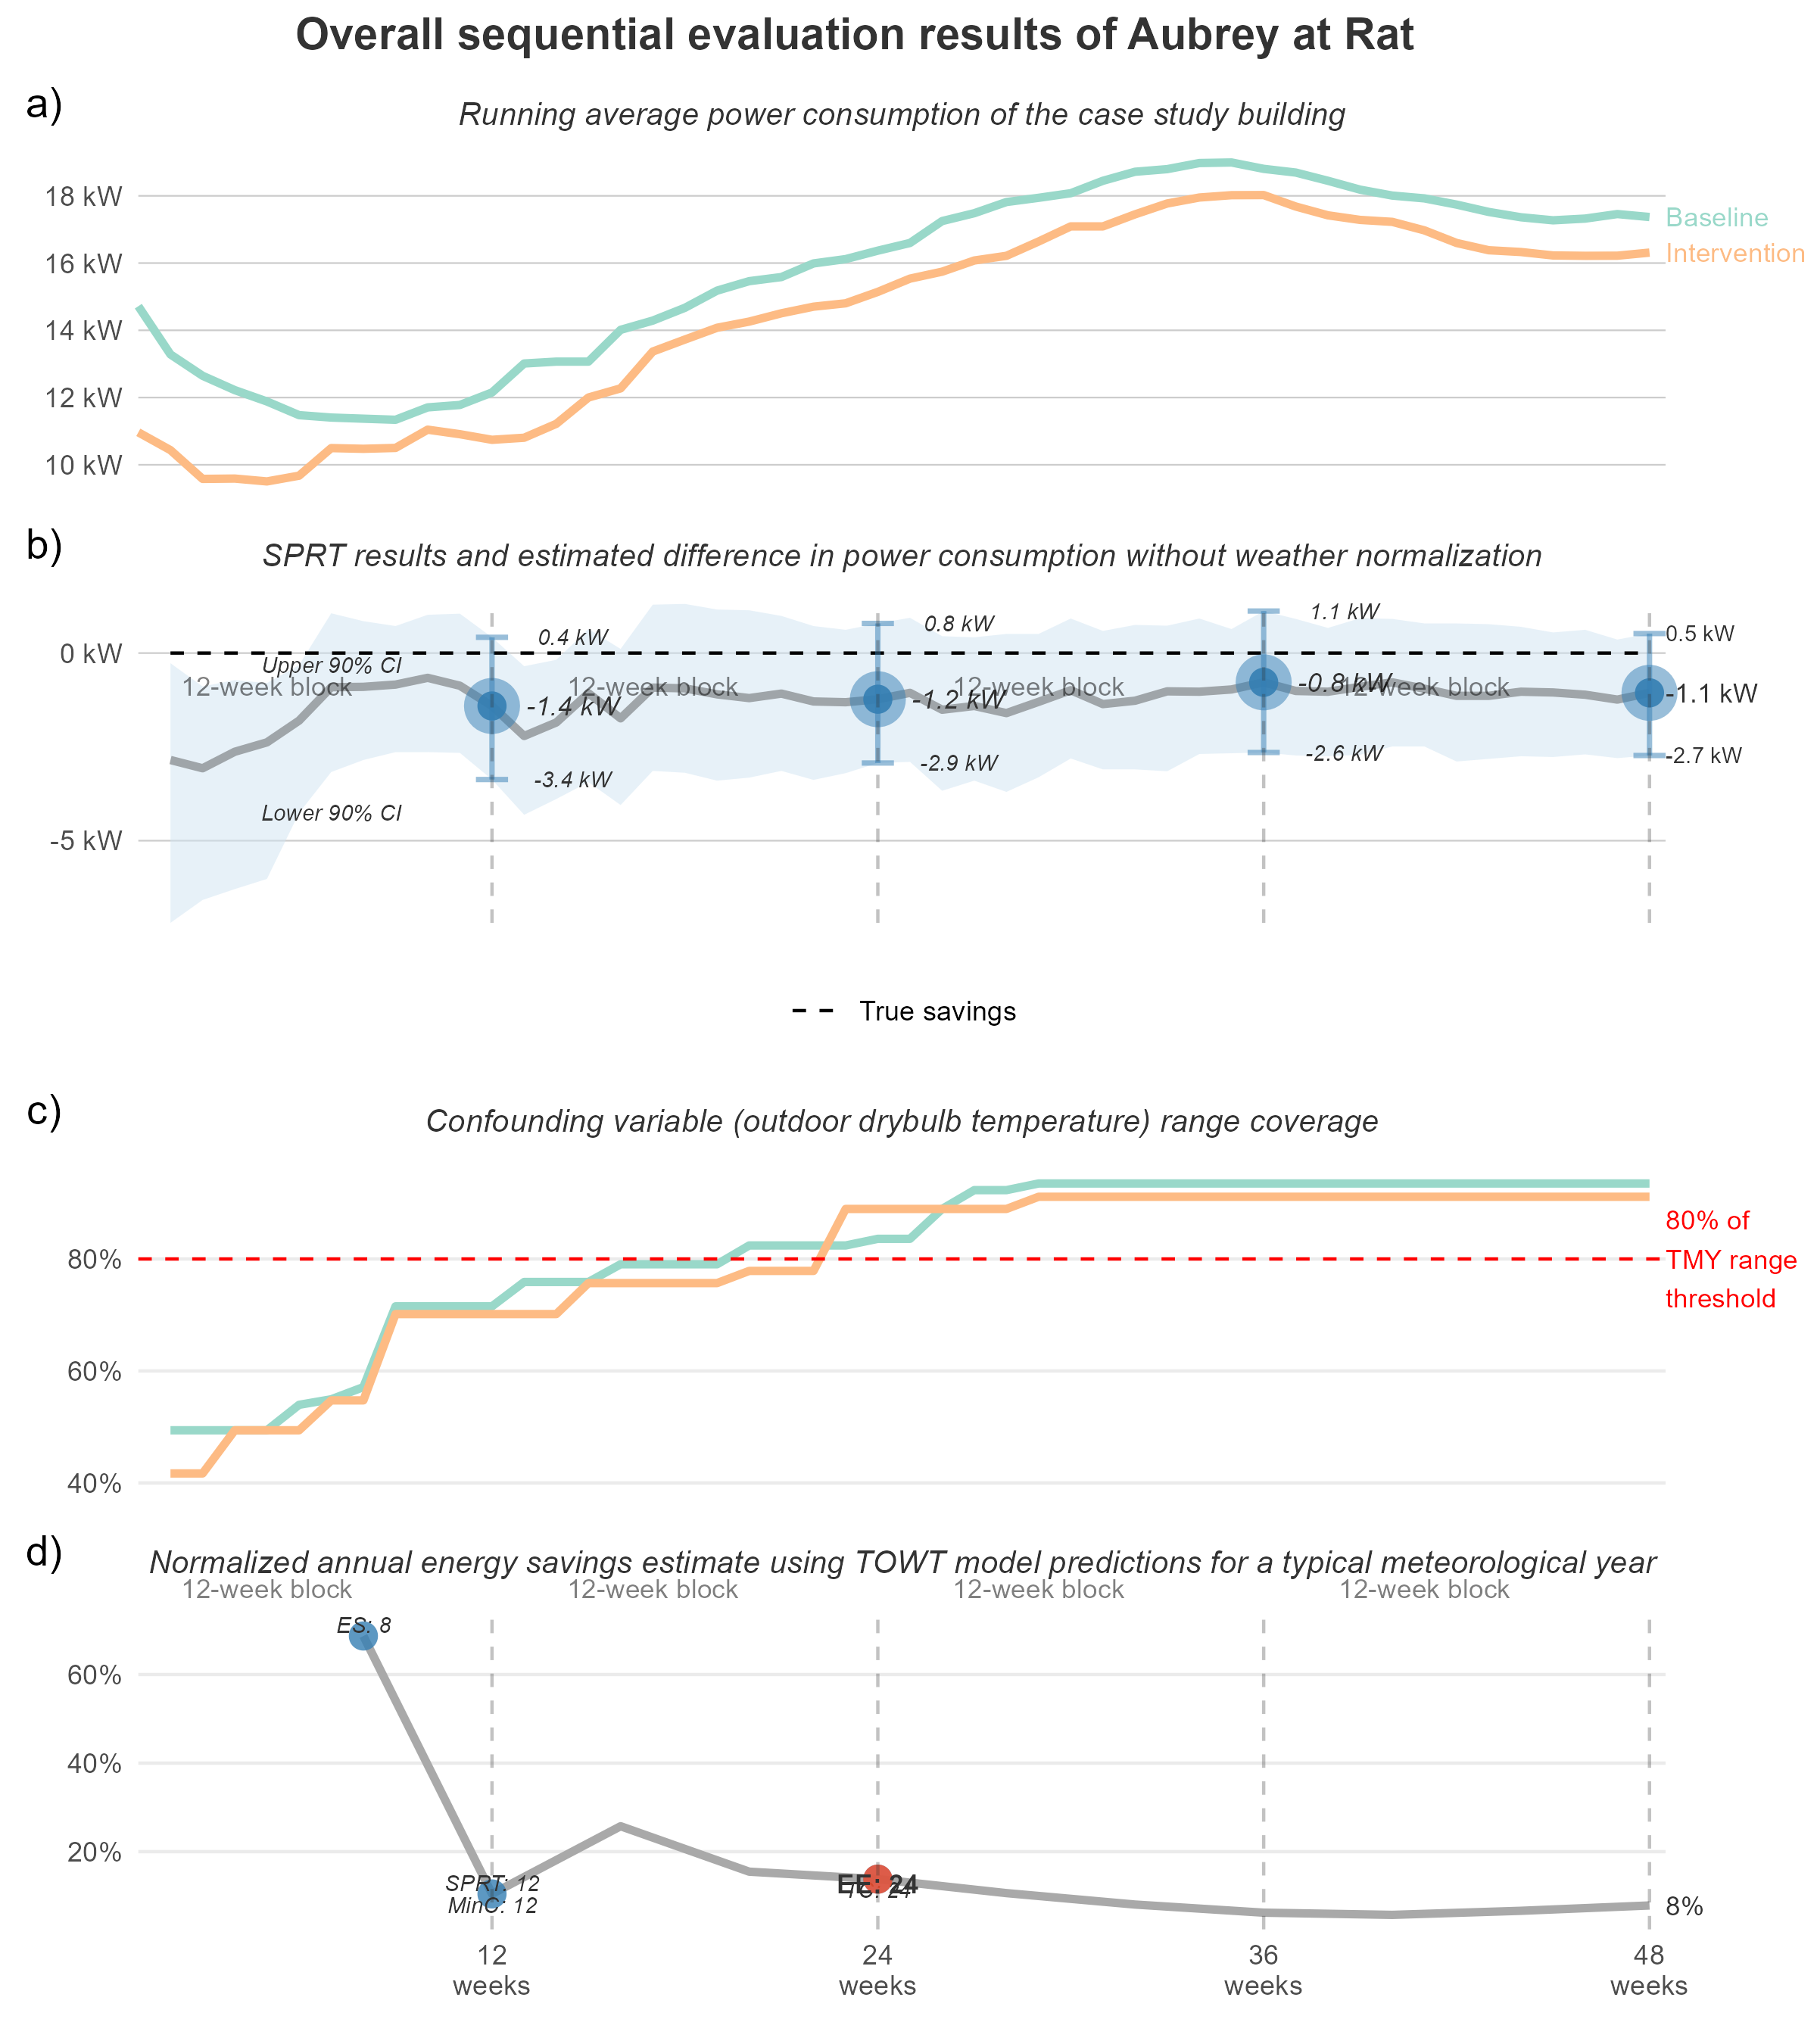 Overall sequential evaluation results of Aubrey at Rat
a)
Running average power consumption of the case study building
18 kW
16 kW
14 kW
12 kW
10 kW
Baseline
Intervention
b)
SPRT results and estimated difference in power consumption without weather normalization
0 kW
-5 kW
Upper 90% CI
Lower 90% CI
12-week block
12-week block
12-week block
12-week block
0.4 kW
-1.4 kW
-3.4 kW
0.8 kW
-1.2 kW
-2.9 kW
1.1 kW
-0.8 kW
-2.6 kW
0.5 kW
-1.1 kW
-2.7 kW
True savings
c)
Confounding variable (outdoor drybulb temperature) range coverage
80%
60%
40%
80% of
TMY range
threshold
d)
Normalized annual energy savings estimate using TOWT model predictions for a typical meteorological year
12-week block
12-week block
12-week block
12-week block
60%
40%
20%
ES: 8
SPRT: 12
MinC: 12
EE: 24
8%
12
weeks
24
weeks
36
weeks
48
weeks